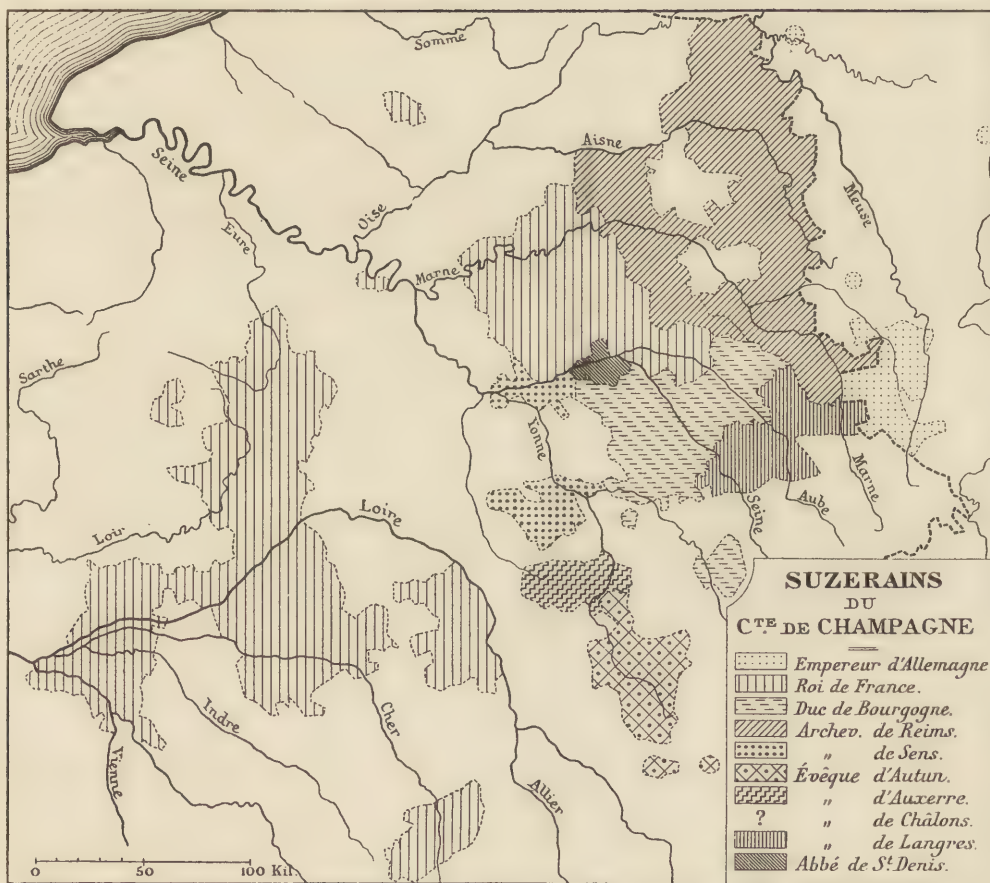 Somme
Aisne
Seine
Oise
Meuse
Eure
Marne
Sarthe
Yonne
Loir
Loire
Seine
Aube
Marne
Indre
Cher
Vienne
Allier
0 50 100 Kil.
SUZERAINS
DU
CTE. DE CHAMPAGNE
Empereur d'Allemagne
Roi de France.
Duc de Bourgogne.
Archev. de Reims.
„ de Sens.
Évêque d'Autun.
„ d'Auxerre.
? „ de Châlons.
„ de Langres.
Abbé de St. Denis.